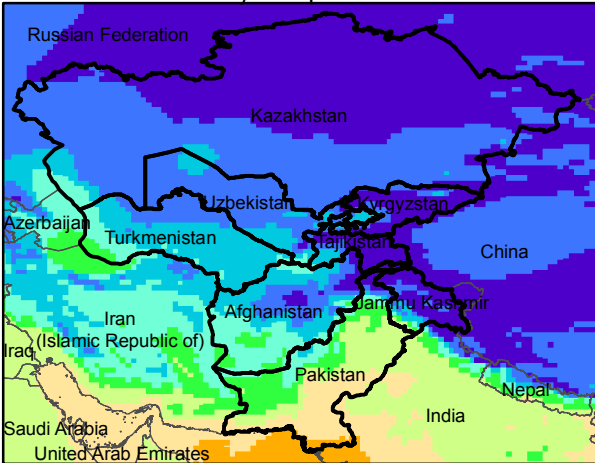 Russian Federation
Kazakhstan
Uzbekistan
Kyrgyzstan
Azerbaijan
Turkmenistan
Tajikistan
China
Afghanistan
Jammu Kashmir
Iran
(Islamic Republic of)
Iraq
Pakistan
Nepal
India
Saudi Arabia
United Arab Emirates